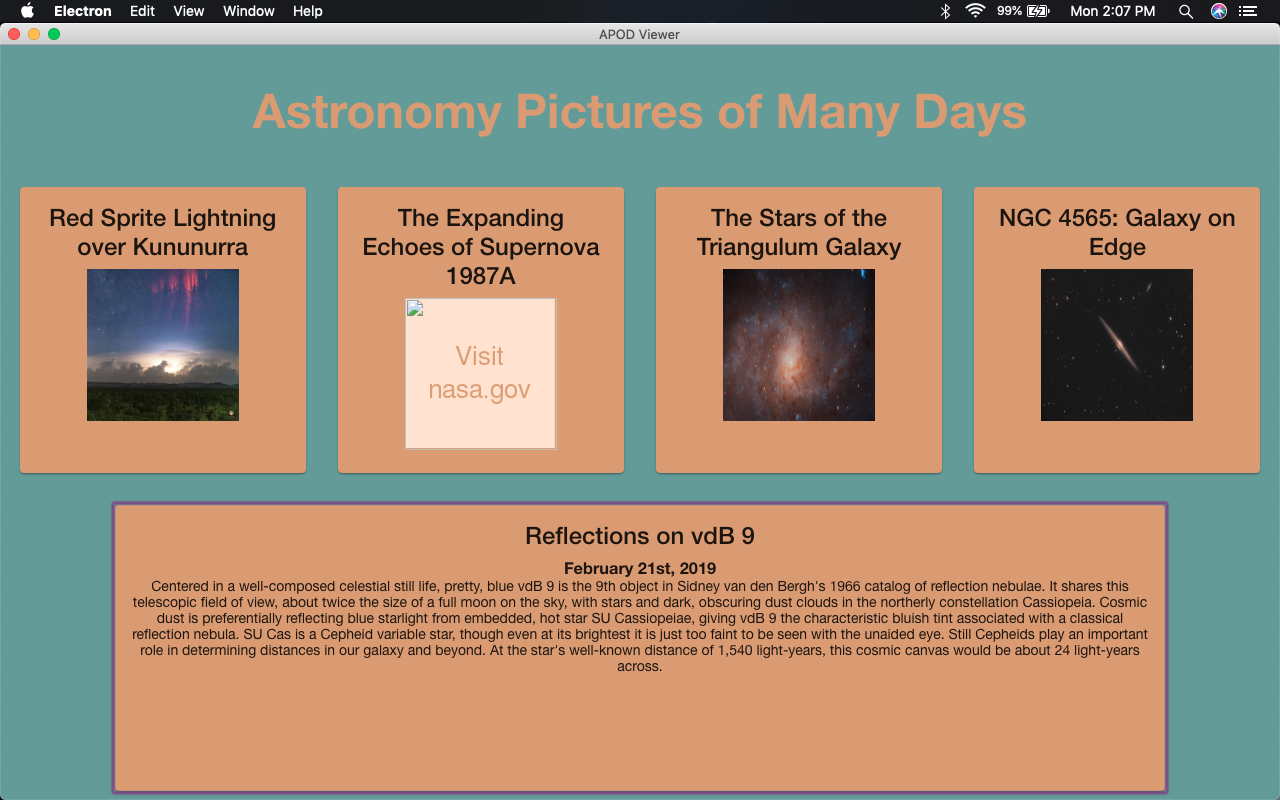 Electron Edit View Window Help 99% Mon 2:07 PM
APOD Viewer
Astronomy Pictures of Many Days
Red Sprite Lightning
over Kununurra
The Expanding
Echoes of Supernova
1987A
Visit
nasa.gov
The Stars of the
Triangulum Galaxy
NGC 4565: Galaxy on
Edge
Reflections on vdB 9
February 21st, 2019
Centered in a well-composed celestial still life, pretty, blue vdB 9 is the 9th object in Sidney van den Bergh's 1966 catalog of reflection nebulae. It shares this
telescopic field of view, about twice the size of a full moon on the sky, with stars and dark, obscuring dust clouds in the northerly constellation Cassiopeia. Cosmic
dust is preferentially reflecting blue starlight from embedded, hot star SU Cassiopeiae, giving vdB 9 the characteristic bluish tint associated with a classical
reflection nebula. SU Cas is a Cepheid variable star, though even at its brightest it is just too faint to be seen with the unaided eye. Still Cepheids play an important
role in determining distances in our galaxy and beyond. At the star's well-known distance of 1,540 light-years, this cosmic canvas would be about 24 light-years
across.